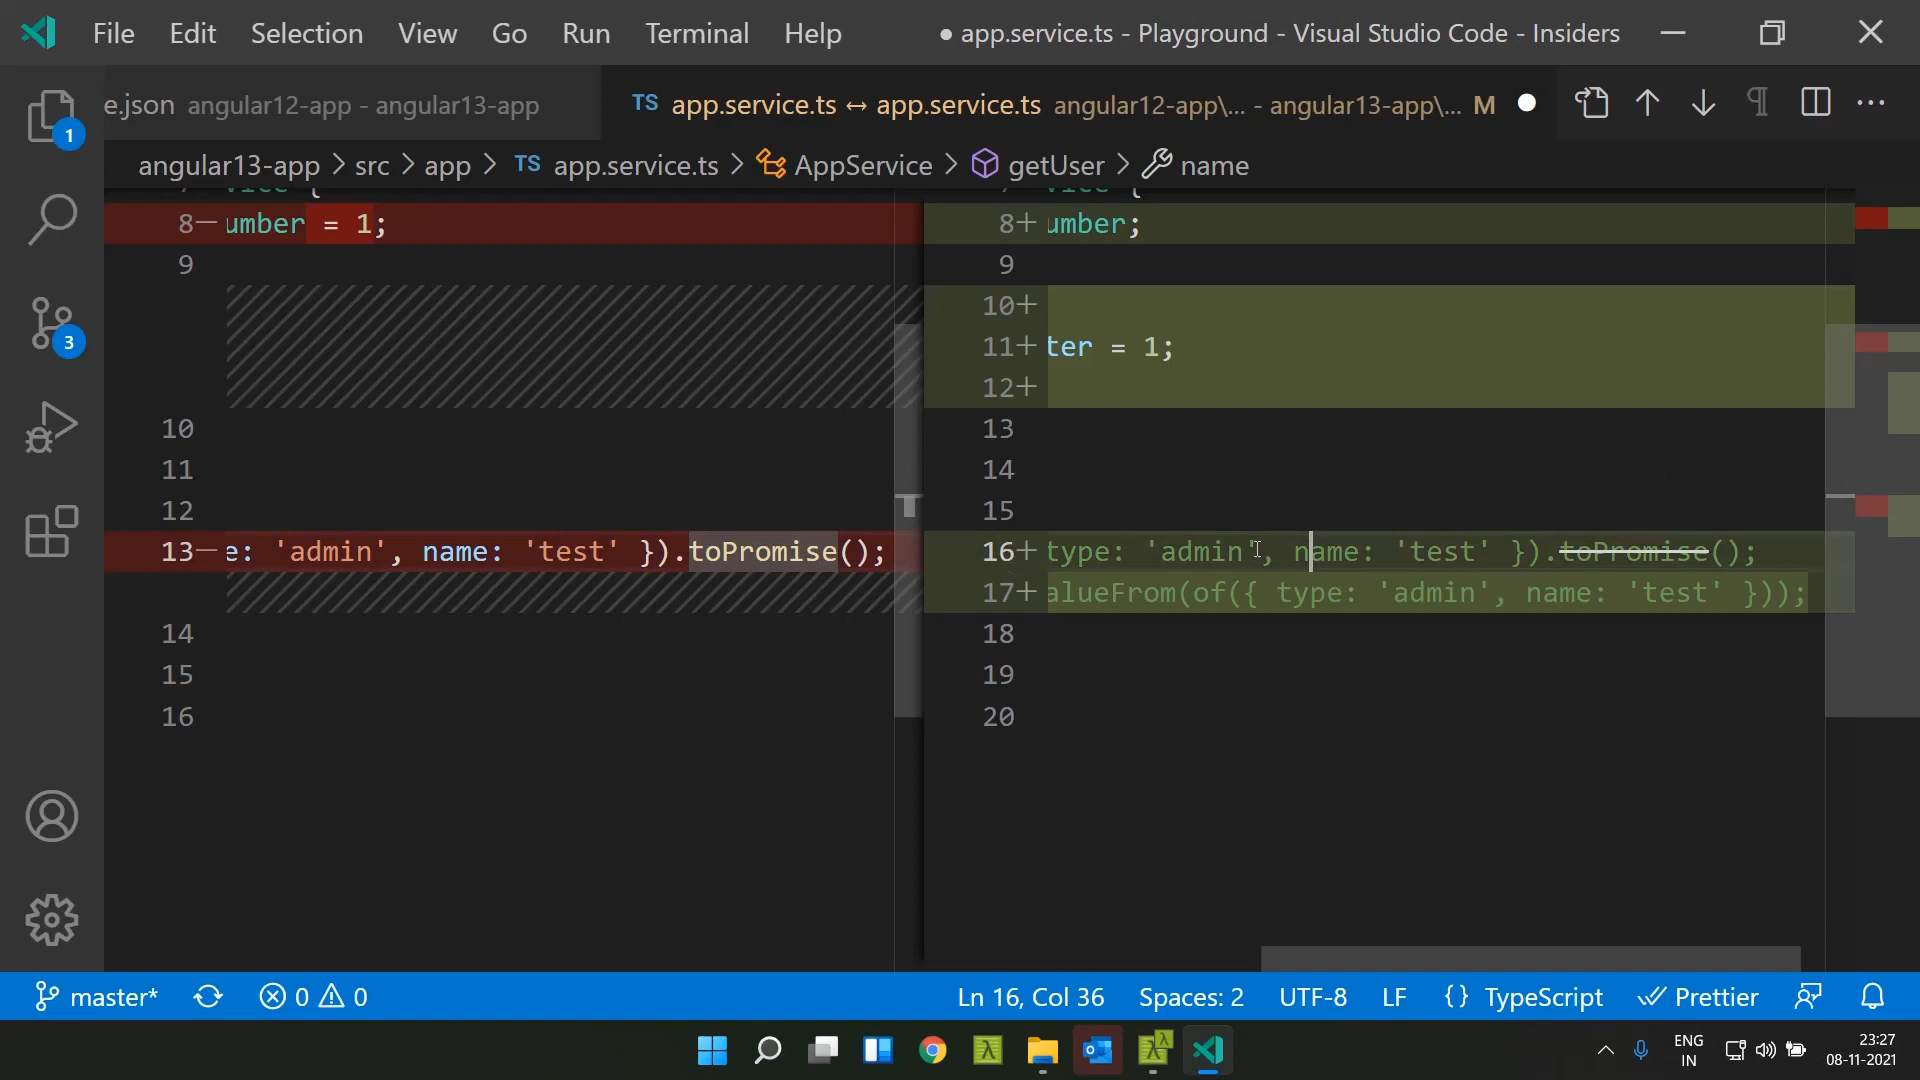 File Edit Selection View Go Run Terminal Help ● app.service.ts - Playground - Visual Studio Code - Insiders
e.json angular12-app - angular13-app TS app.service.ts ↔ app.service.ts angular12-app\... - angular13-app\... M
angular13-app > src > app > TS app.service.ts > AppService > getUser > name
8— umber = 1;
9
10
11
12
13— e: 'admin', name: 'test' }).toPromise();
14
15
16
8+ umber;
9
10+
11+ ter = 1;
12+
13
14
15
16+ type: 'admin', name: 'test' }).toPromise();
17+ alueFrom(of({ type: 'admin', name: 'test' }));
18
19
20
1
3
master* 0 0 Ln 16, Col 36 Spaces: 2 UTF-8 LF {} TypeScript Prettier
ENG
IN
23:27
08-11-2021